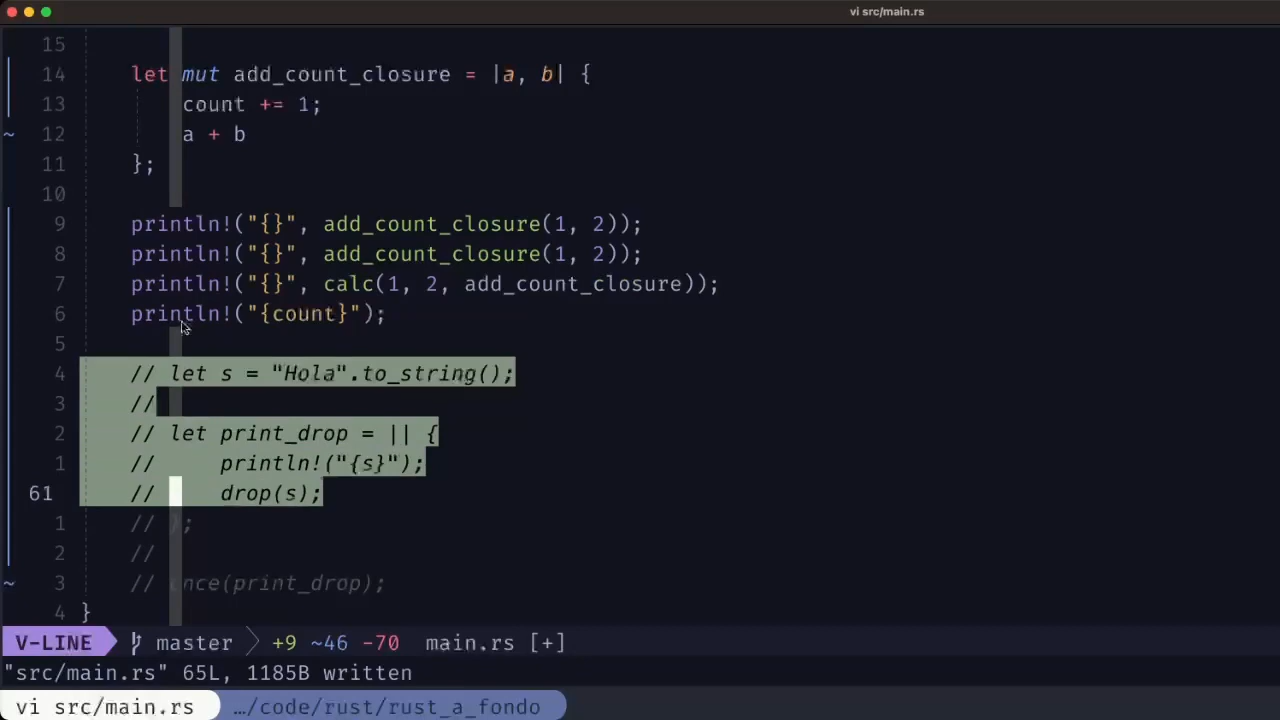 vi src/main.rs
15
14 let mut add_count_closure = |a, b| {
13 count += 1;
~ 12 a + b
11 };
10
9 println!("{}", add_count_closure(1, 2));
8 println!("{}", add_count_closure(1, 2));
7 println!("{}", calc(1, 2, add_count_closure));
6 println!("{count}");
5
4 // let s = "Hola".to_string();
3 //
2 // let print_drop = || {
1 // println!("{s}");
61 // drop(s);
1 // };
2 //
~ 3 // once(print_drop);
4 }
V-LINE master +9 ~46 -70 main.rs [+]
"src/main.rs" 65L, 1185B written
vi src/main.rs …/code/rust/rust_a_fondo